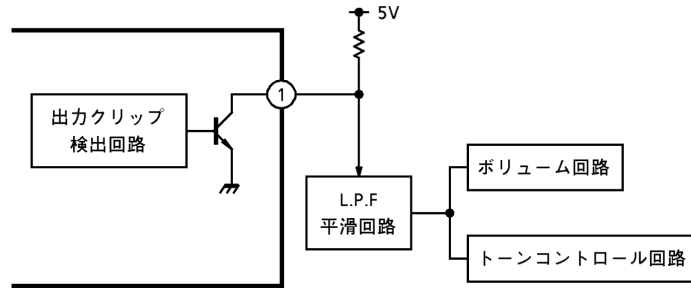 5V
出力クリップ
検出回路
1
L.P.F
平滑回路
ボリューム回路
トーンコントロール回路